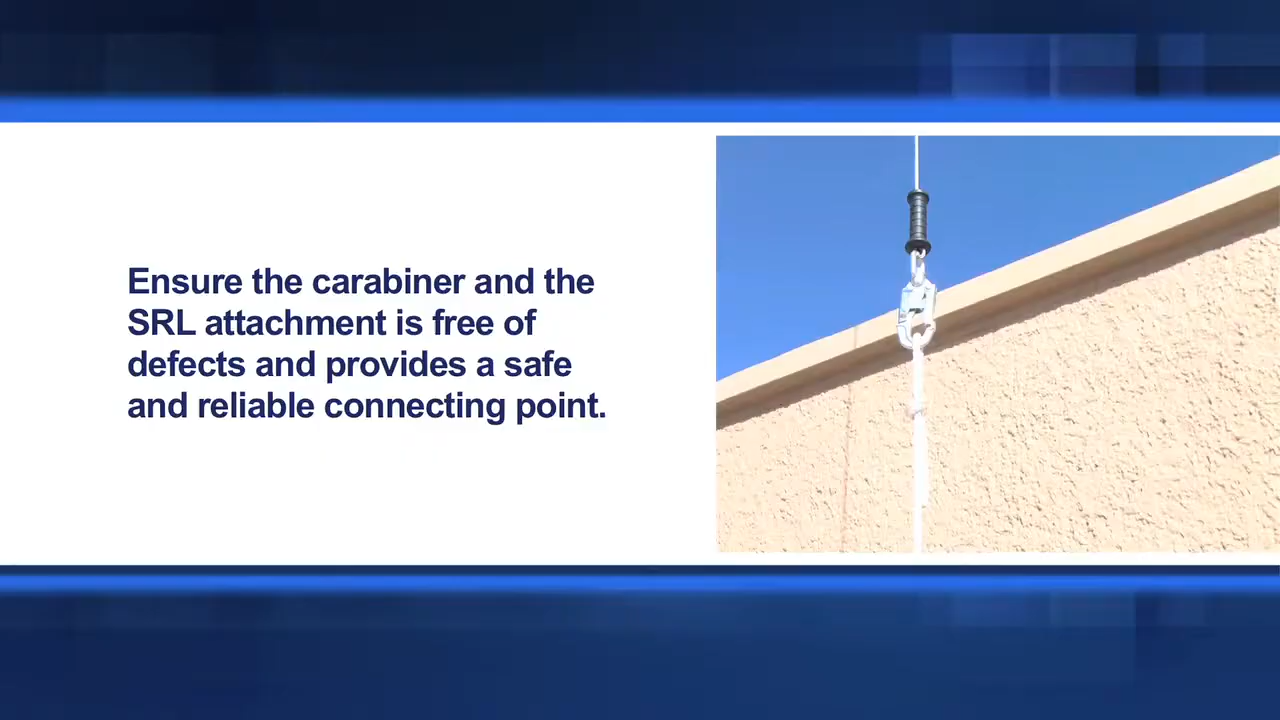 Ensure the carabiner and the
SRL attachment is free of
defects and provides a safe
and reliable connecting point.